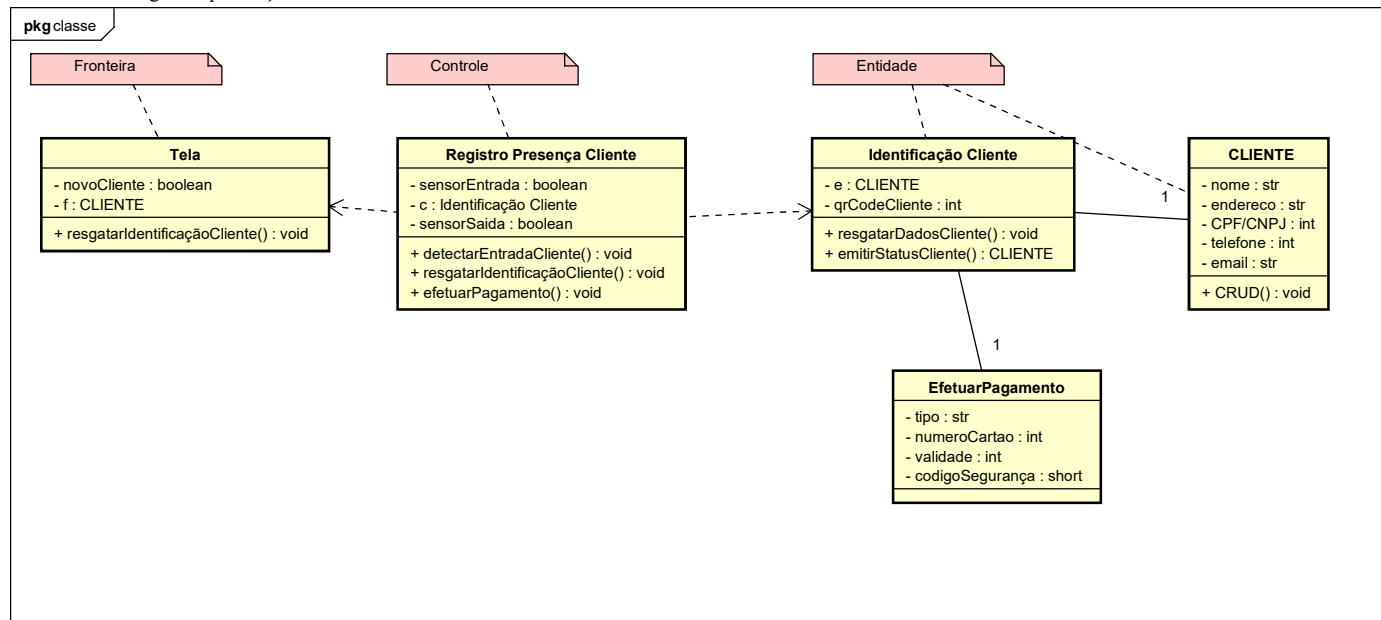 pkg classe
Fronteira
Controle
Entidade
Tela
- novoCliente : boolean
- f : CLIENTE
+ resgatarIdentificaçãoCliente() : void
Registro Presença Cliente
- sensorEntrada : boolean
- c : Identificação Cliente
- sensorSaida : boolean
+ detectarEntradaCliente() : void
+ resgatarIdentificaçãoCliente() : void
+ efetuarPagamento() : void
Identificação Cliente
- e : CLIENTE
- qrCodeCliente : int
+ resgatarDadosCliente() : void
+ emitirStatusCliente() : CLIENTE
1
CLIENTE
- nome : str
- endereco : str
- CPF/CNPJ : int
- telefone : int
- email : str
+ CRUD() : void
1
EfetuarPagamento
- tipo : str
- numeroCartao : int
- validade : int
- codigoSegurança : short